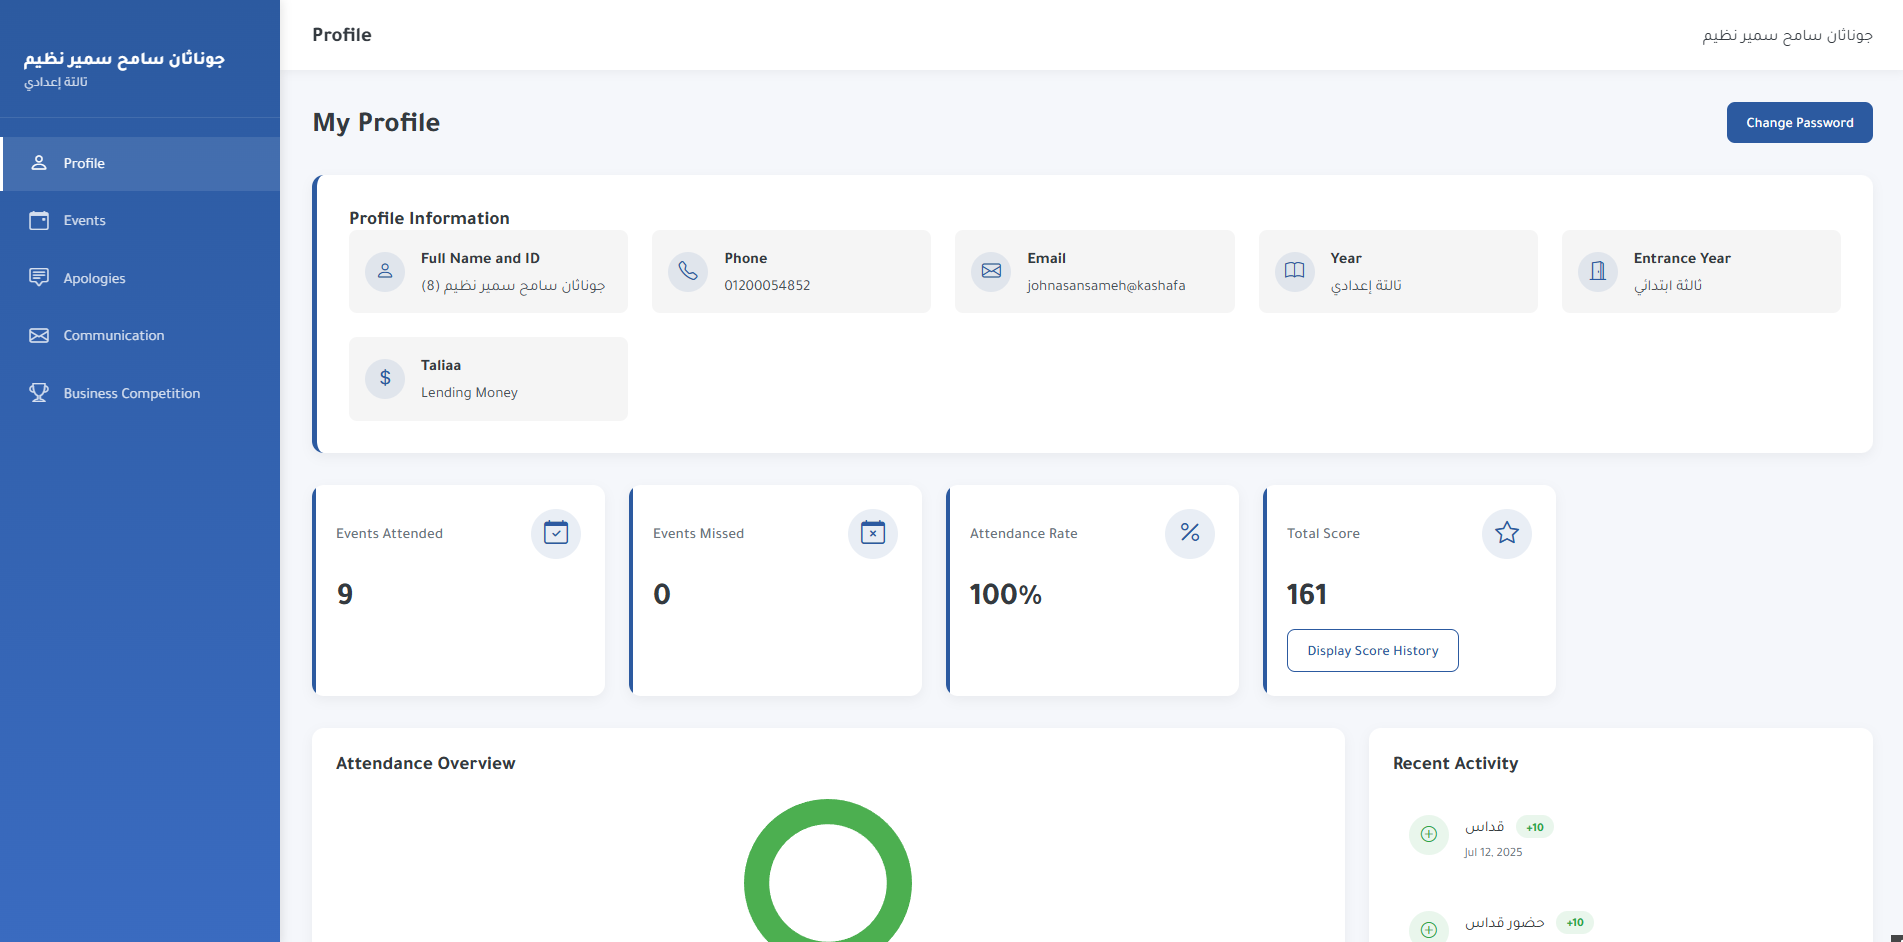 جوناثان سامح سمير نظيم
تالتة إعدادي
Profile
Events
Apologies
Communication
Business Competition
Profile
جوناثان سامح سمير نظيم
My Profile
Change Password
Profile Information
Full Name and ID
جوناثان سامح سمير نظيم (8)
Phone
01200054852
Email
johnasansameh@kashafa
Year
تالتة إعدادي
Entrance Year
ثالثة ابتدائي
$
Taliaa
Lending Money
Events Attended
9
Events Missed
0
Attendance Rate
%
100%
Total Score
161
Display Score History
Attendance Overview
Recent Activity
قداس +10
Jul 12, 2025
حضور قداس +10